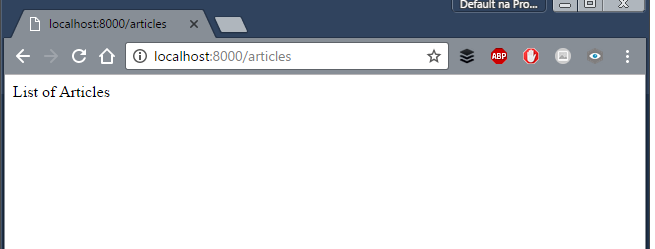 Default na Pro...
localhost:8000/articles
localhost:8000/articles
ABP
List of Articles